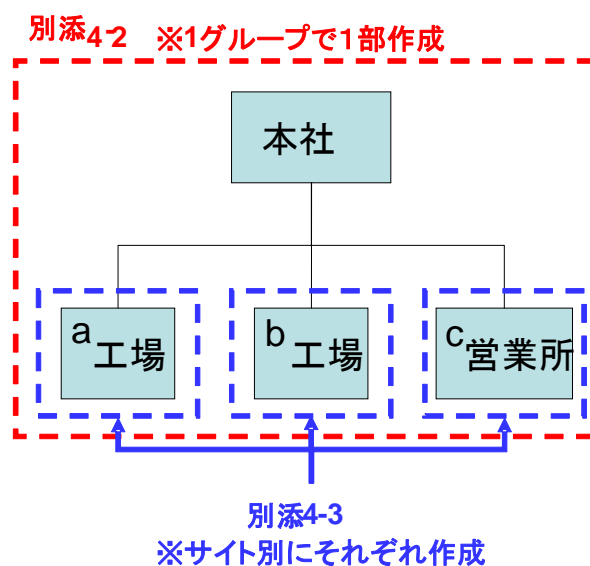 別添4-2 ※1グループで１部作成
本社
a工場
b工場
c営業所
別添4-3
※サイト別にそれぞれ作成